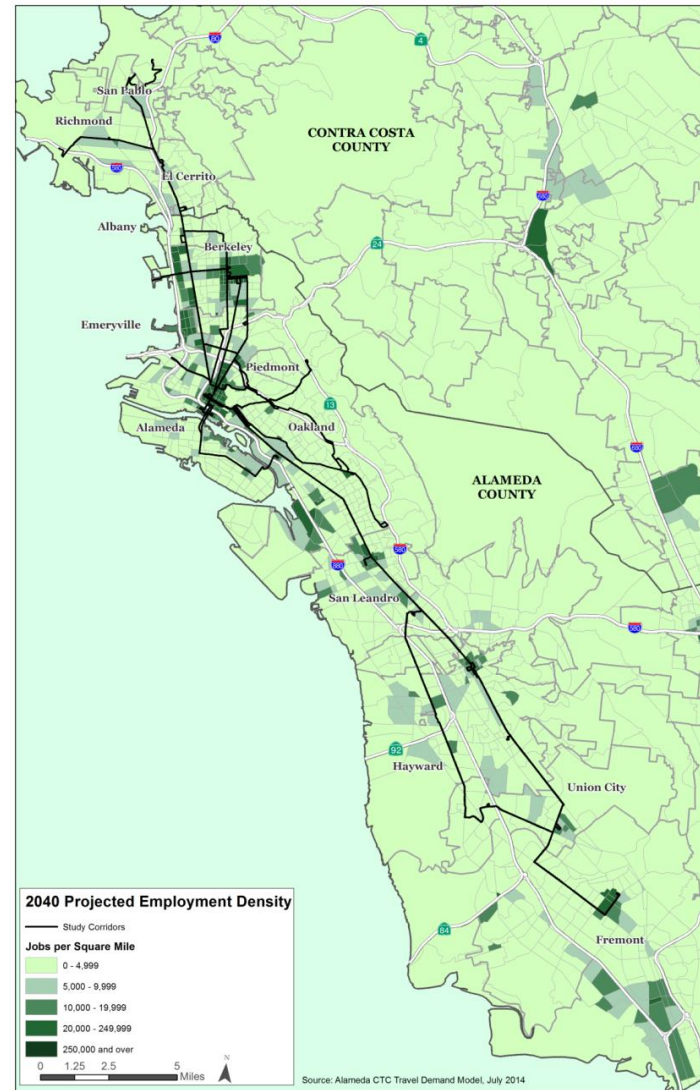 80
4
San Pablo
Richmond
CONTRA COSTA
COUNTY
580
El Cerrito
680
Albany
Berkeley
24
Emeryville
Piedmont
13
Alameda
Oakland
680
ALAMEDA
COUNTY
580
880
San Leandro
580
92
Hayward
Union City
84
Fremont
2040 Projected Employment Density
Study Corridors
Jobs per Square Mile
0 - 4,999
5,000 - 9,999
10,000 - 19,999
20,000 - 249,999
250,000 and over
0 1.25 2.5 5
Miles
N
Source: Alameda CTC Travel Demand Model, July 2014